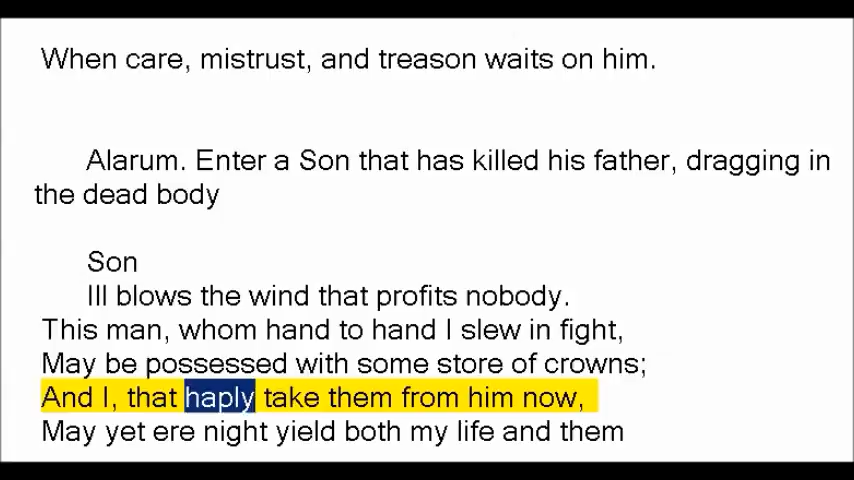 When care, mistrust, and treason waits on him.
Alarum. Enter a Son that has killed his father, dragging in
the dead body
Son
Ill blows the wind that profits nobody.
This man, whom hand to hand I slew in fight,
May be possessed with some store of crowns;
And I, that haply take them from him now,
May yet ere night yield both my life and them